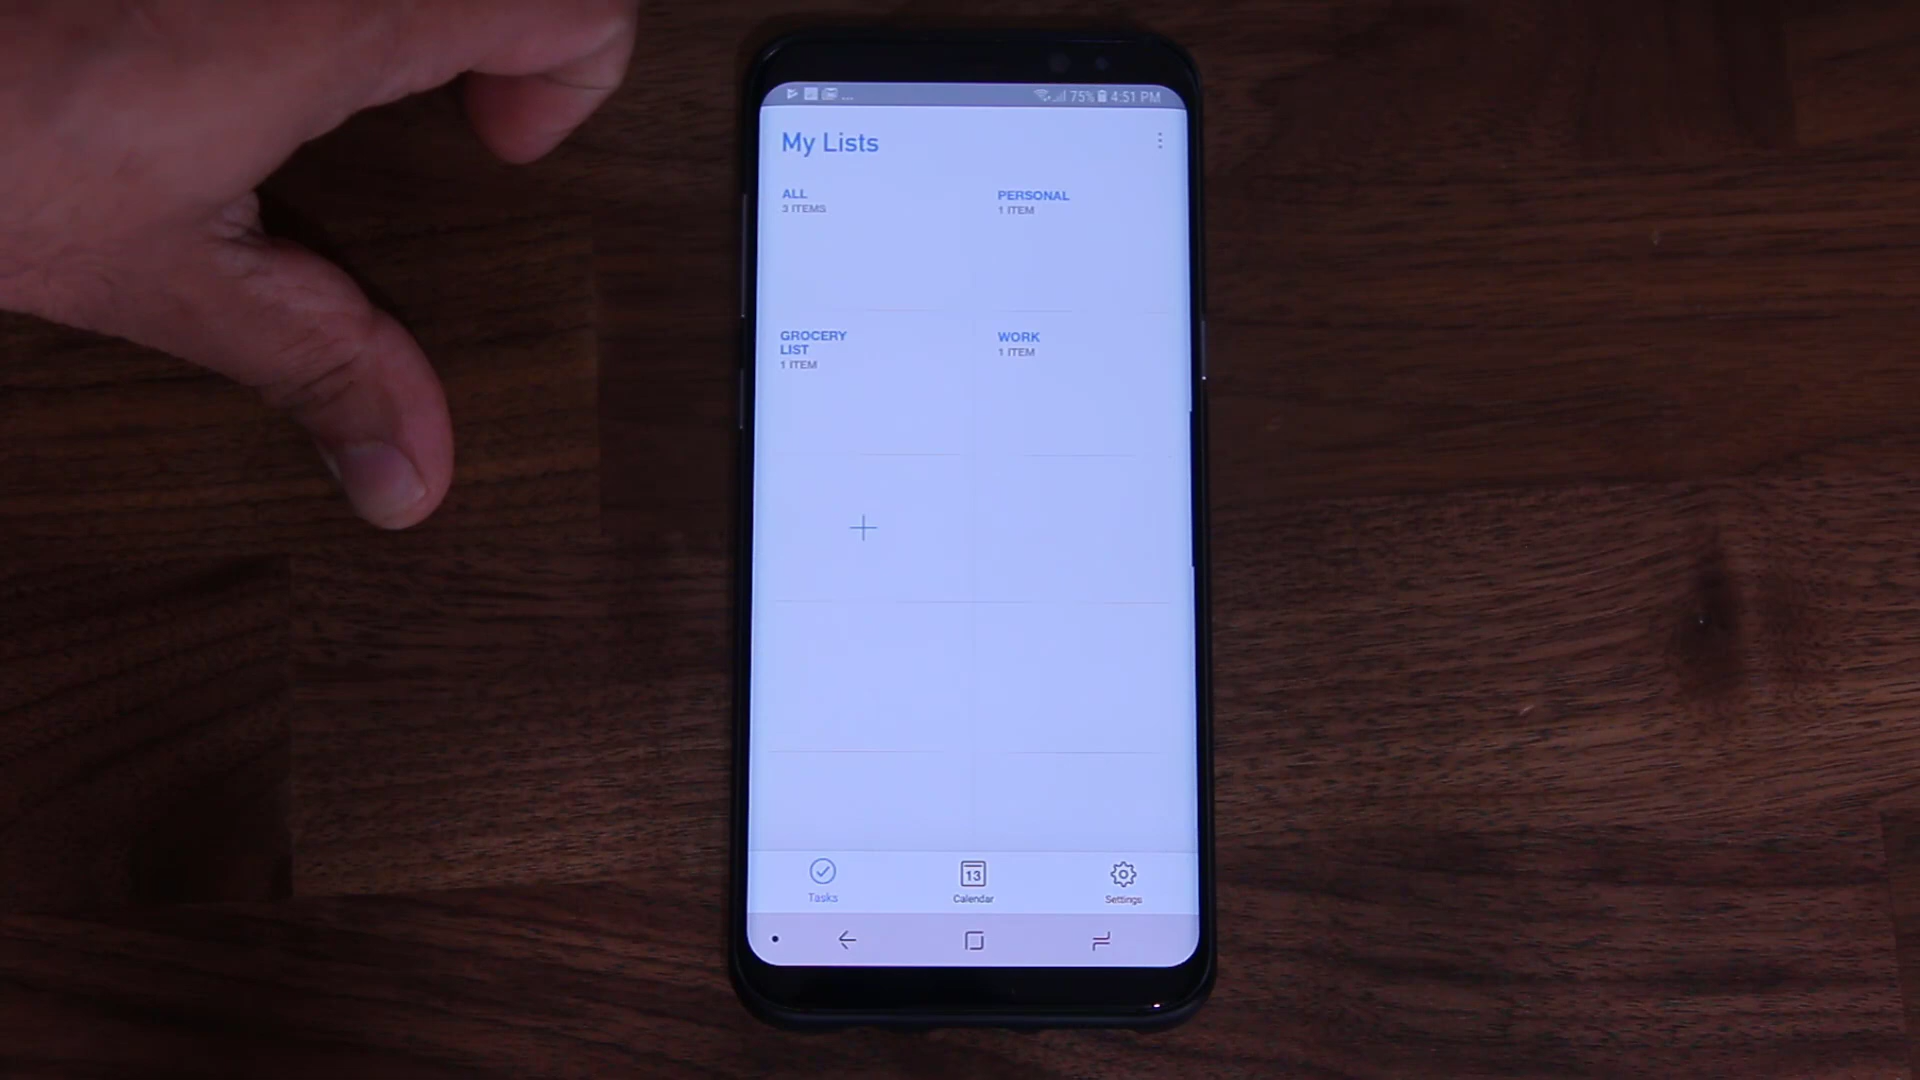 75% 4:51 PM
My Lists
ALL
3 ITEMS
PERSONAL
1 ITEM
GROCERY
LIST
1 ITEM
WORK
1 ITEM
13
Tasks
Calendar
Settings